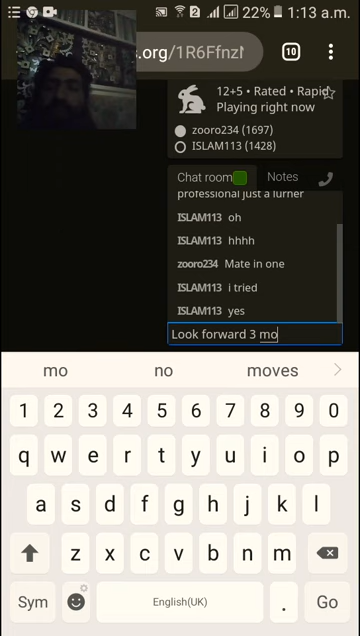 22% 1:13 a.m.
s.org/1R6Ffnz
10
12+5 • Rated • Rapid
Playing right now
zooro234 (1697)
ISLAM113 (1428)
Chat room
Notes
professional just a lurner
ISLAM113 oh
ISLAM113 hhhh
zooro234 Mate in one
ISLAM113 i tried
ISLAM113 yes
Look forward 3 mo
mo no moves
1 2 3 4 5 6 7 8 9 0
q w e r t y u i o p
a s d f g h j k l
z x c v b n m
Sym English(UK) . Go